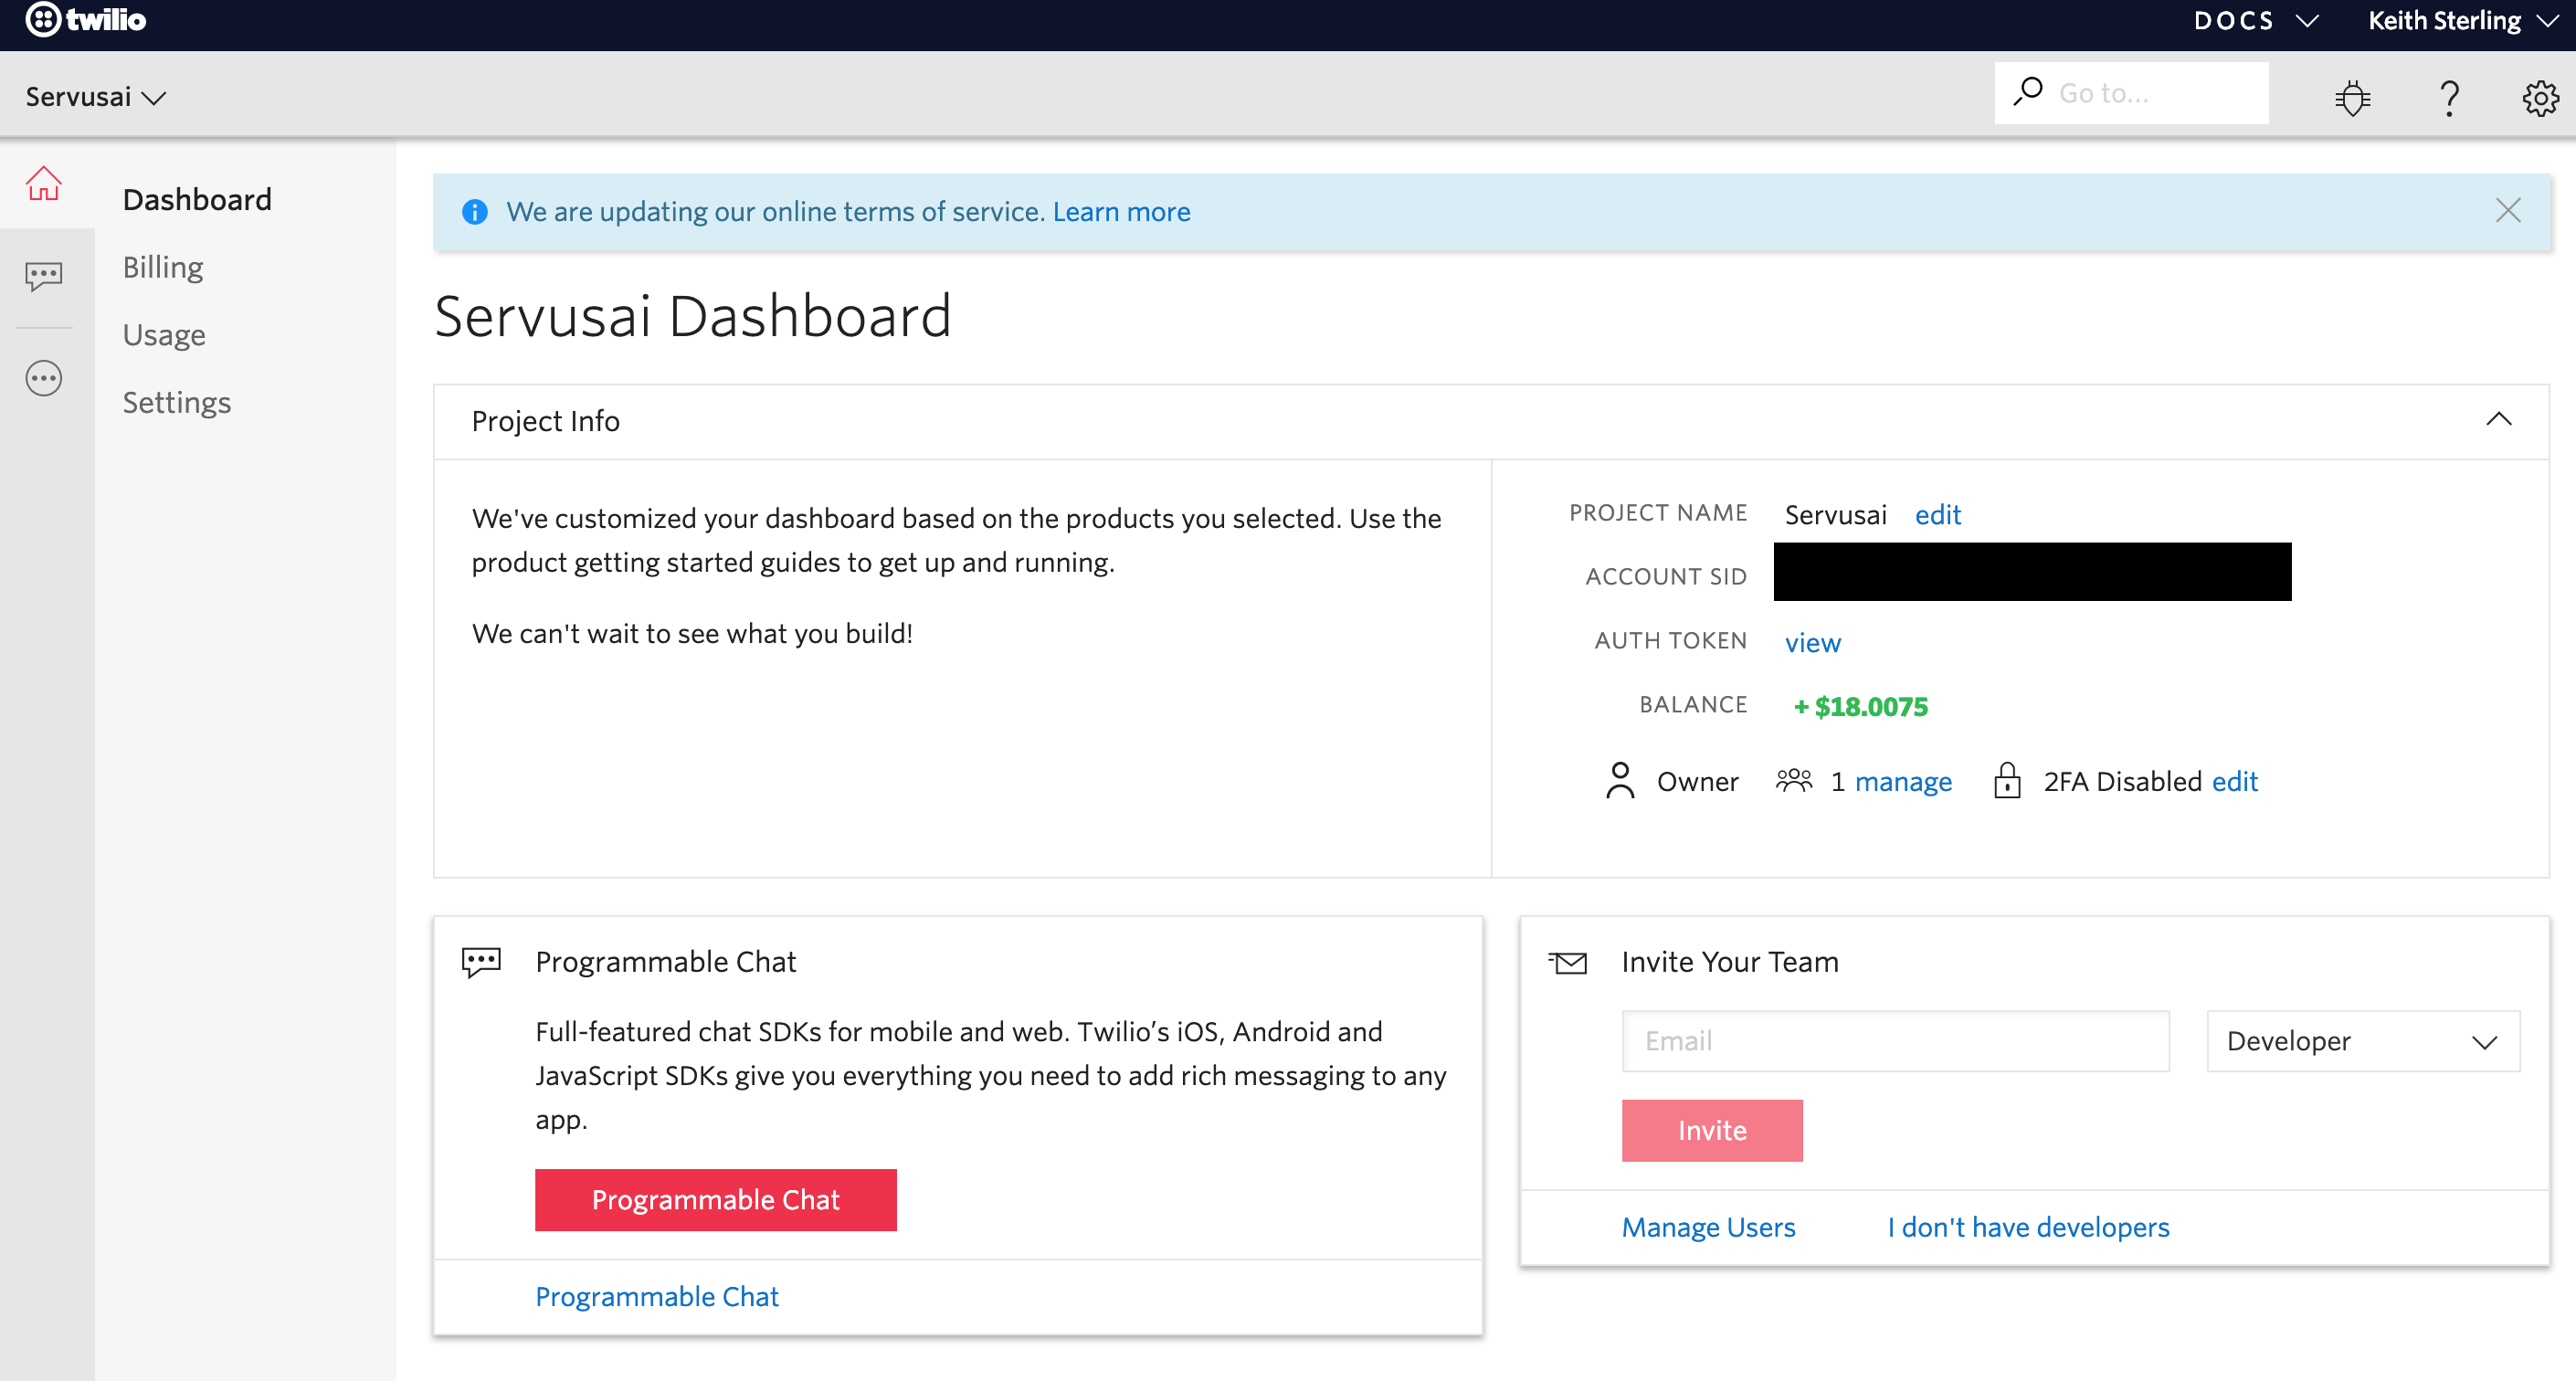 twilio
DOCS
Keith Sterling
Servusai
Go to...
Dashboard
Billing
Usage
Settings
We are updating our online terms of service. Learn more
Servusai Dashboard
Project Info
We've customized your dashboard based on the products you selected. Use the
product getting started guides to get up and running.
We can't wait to see what you build!
PROJECT NAME Servusai edit
ACCOUNT SID
AUTH TOKEN view
BALANCE + $18.0075
Owner 1 manage 2FA Disabled edit
Programmable Chat
Full-featured chat SDKs for mobile and web. Twilio’s iOS, Android and
JavaScript SDKs give you everything you need to add rich messaging to any
app.
Programmable Chat
Programmable Chat
Invite Your Team
Email
Developer
Invite
Manage Users
I don't have developers